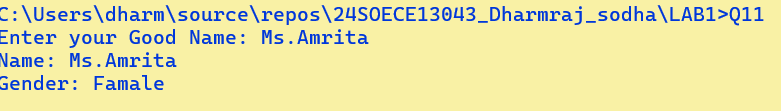 C:\Users\dharm\source\repos\24SOECE13043_Dharmraj_sodha\LAB1>Q11
Enter your Good Name: Ms.Amrita
Name: Ms.Amrita
Gender: Famale